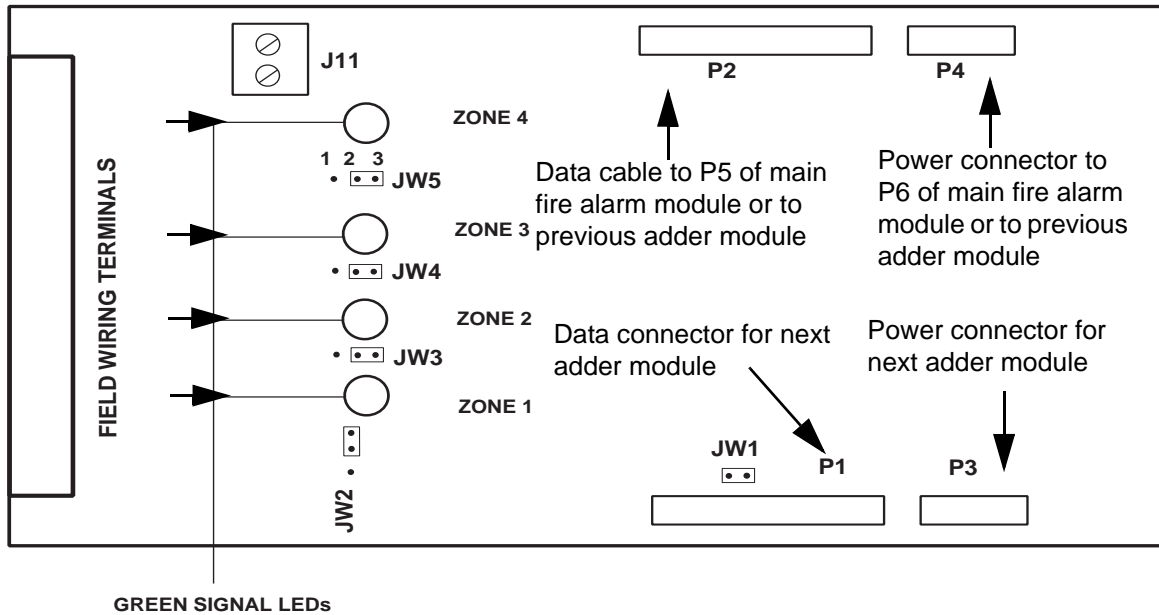 J11
P2
P4
ZONE 4
1 2 3
JW5
Data cable to P5 of main
fire alarm module or to
previous adder module
Power connector to
P6 of main fire alarm
module or to previous
adder module
FIELD WIRING TERMINALS
ZONE 3
JW4
ZONE 2
JW3
Data connector for next
adder module
Power connector for
next adder module
ZONE 1
JW2
JW1
P1
P3
GREEN SIGNAL LEDs